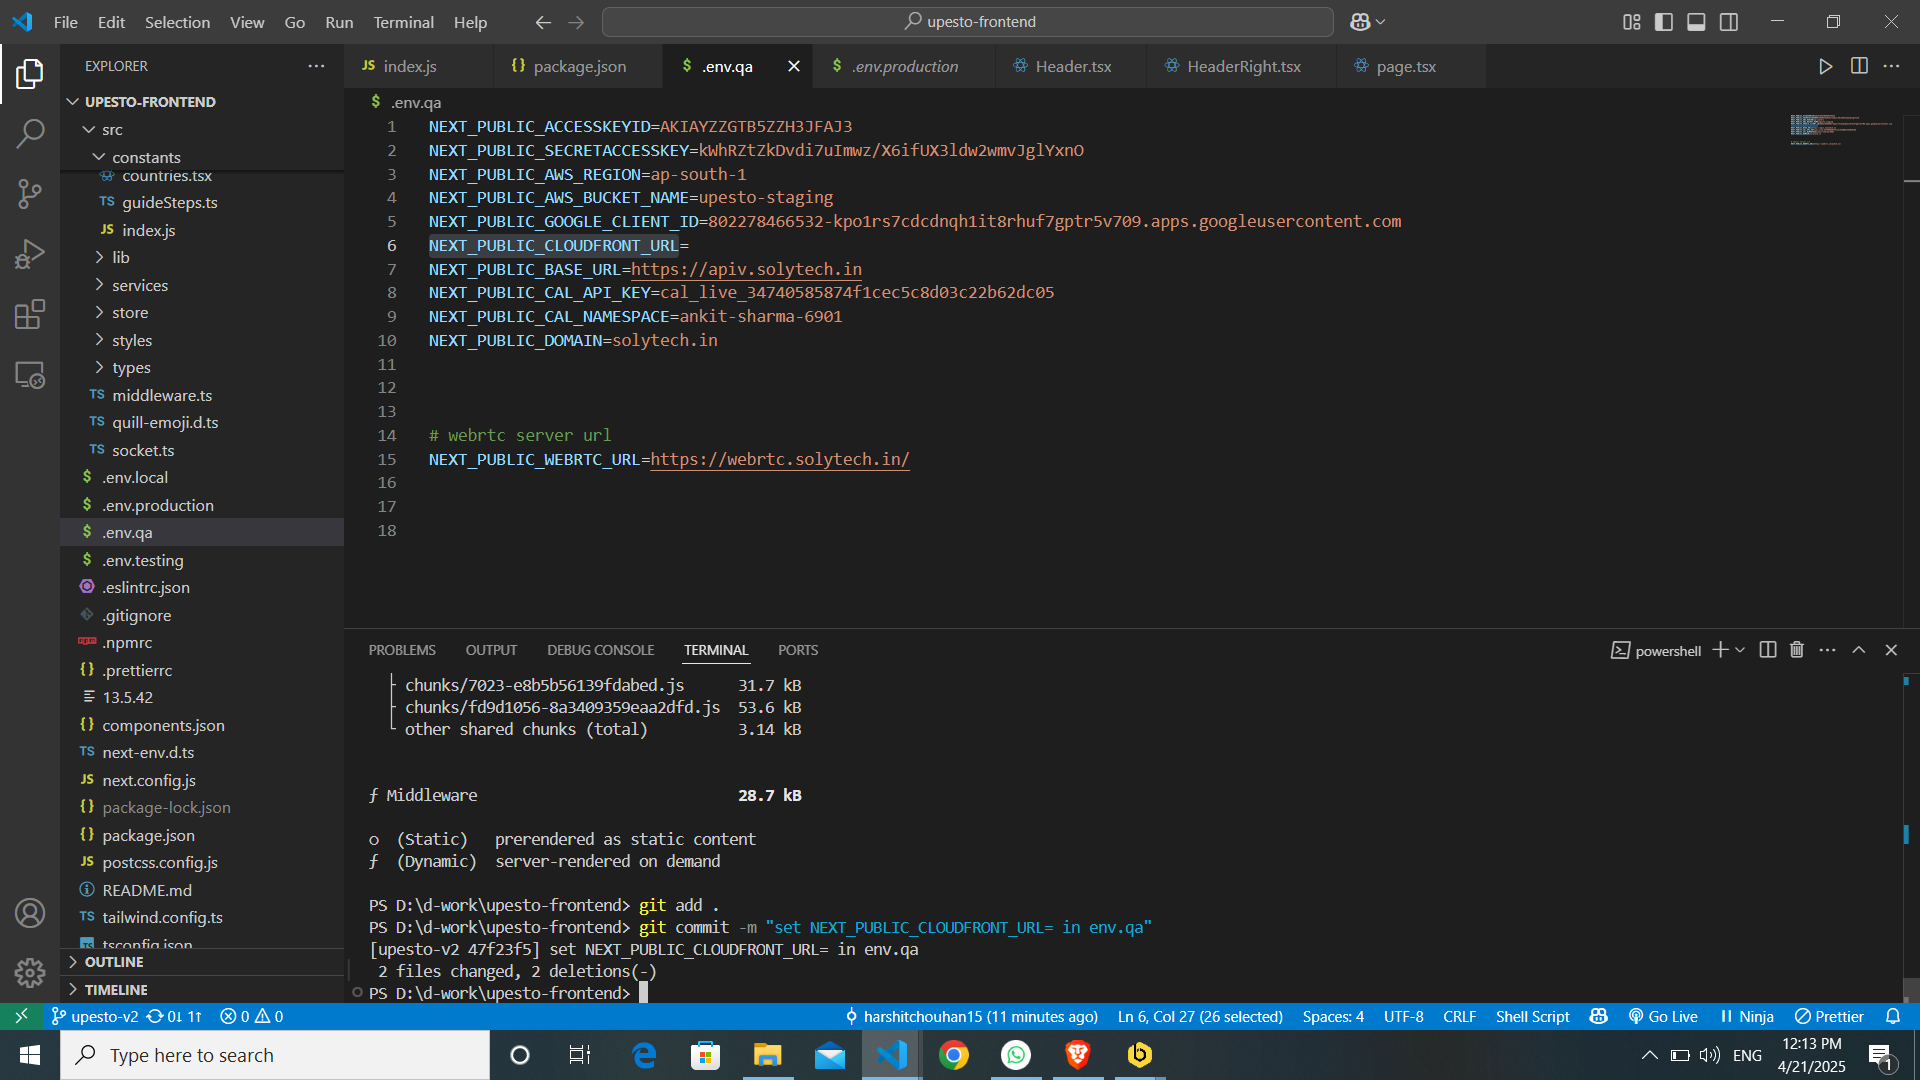 File Edit Selection View Go Run Terminal Help
upesto-frontend
EXPLORER
UPESTO-FRONTEND
src
constants
countries.tsx
guideSteps.ts
index.js
lib
services
store
styles
types
middleware.ts
quill-emoji.d.ts
socket.ts
.env.local
.env.production
.env.qa
.env.testing
.eslintrc.json
.gitignore
.npmrc
.prettierrc
13.5.42
components.json
next-env.d.ts
next.config.js
package-lock.json
package.json
postcss.config.js
README.md
tailwind.config.ts
tsconfig.json
OUTLINE
TIMELINE
index.js package.json .env.qa .env.production Header.tsx HeaderRight.tsx page.tsx
.env.qa
1 NEXT_PUBLIC_ACCESSKEYID=AKIAYZZGTB5ZZH3JFAJ3
2 NEXT_PUBLIC_SECRETACCESSKEY=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
3 NEXT_PUBLIC_AWS_REGION=ap-south-1
4 NEXT_PUBLIC_AWS_BUCKET_NAME=upesto-staging
5 NEXT_PUBLIC_GOOGLE_CLIENT_ID=802278466532-kpo1rs7cdcdnqh1it8rhuf7gptr5v709.apps.googleusercontent.com
6 NEXT_PUBLIC_CLOUDFRONT_URL=
7 NEXT_PUBLIC_BASE_URL=https://apiv.solytech.in
8 NEXT_PUBLIC_CAL_API_KEY=cal_live_34740585874f1cec5c8d03c22b62dc05
9 NEXT_PUBLIC_CAL_NAMESPACE=ankit-sharma-6901
10 NEXT_PUBLIC_DOMAIN=solytech.in
11
12
13
14 # webrtc server url
15 NEXT_PUBLIC_WEBRTC_URL=https://webrtc.solytech.in/
16
17
18
PROBLEMS OUTPUT DEBUG CONSOLE TERMINAL PORTS
powershell
chunks/7023-e8b5b56139fdabed.js 31.7 kB
chunks/fd9d1056-8a3409359eaa2dfd.js 53.6 kB
other shared chunks (total) 3.14 kB
ƒ Middleware 28.7 kB
o (Static) prerendered as static content
ƒ (Dynamic) server-rendered on demand
PS D:\d-work\upesto-frontend> git add .
PS D:\d-work\upesto-frontend> git commit -m "set NEXT_PUBLIC_CLOUDFRONT_URL= in env.qa"
[upesto-v2 47f23f5] set NEXT_PUBLIC_CLOUDFRONT_URL= in env.qa
2 files changed, 2 deletions(-)
PS D:\d-work\upesto-frontend>
upesto-v2 0↓ 1↑ 0 0 harshitchouhan15 (11 minutes ago) Ln 6, Col 27 (26 selected) Spaces: 4 UTF-8 CRLF Shell Script Go Live Ninja Prettier
Type here to search
ENG
12:13 PM
4/21/2025
1